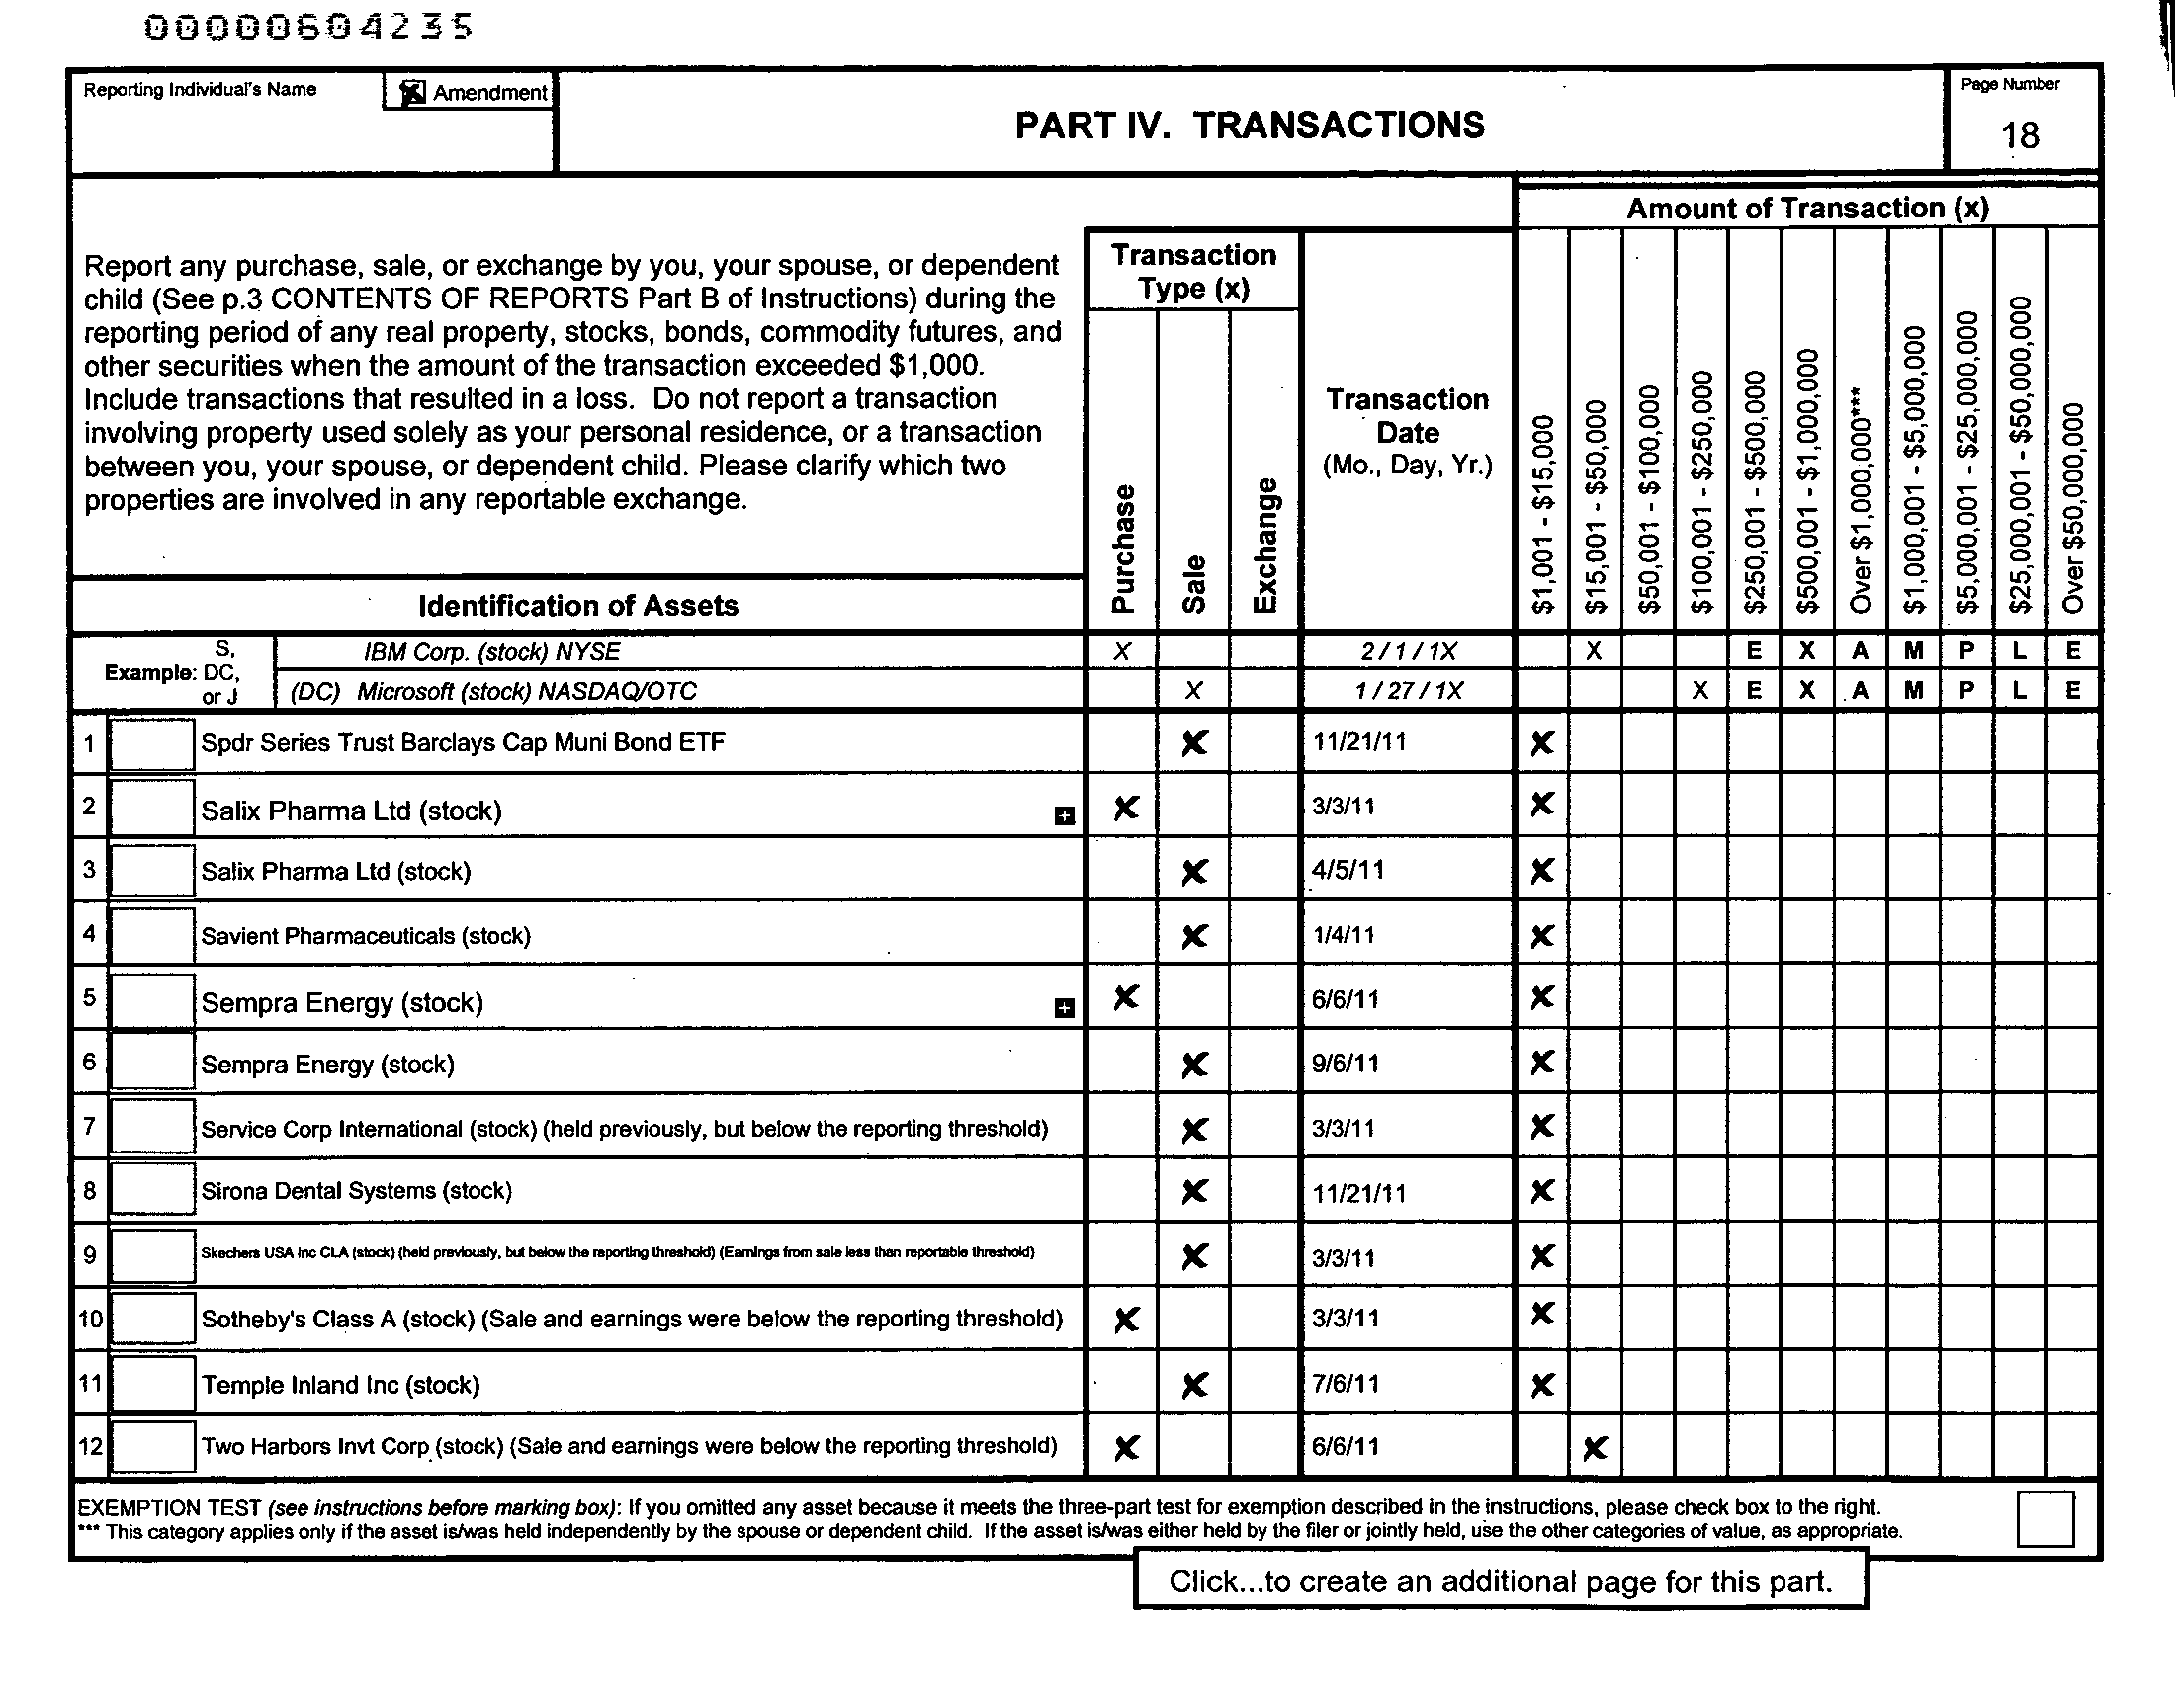 00000604235
Reporting Individual's Name
X Amendment
PART IV. TRANSACTIONS
Page Number
18
Report any purchase, sale, or exchange by you, your spouse, or dependent
child (See p.3 CONTENTS OF REPORTS Part B of Instructions) during the
reporting period of any real property, stocks, bonds, commodity futures, and
other securities when the amount of the transaction exceeded $1,000.
Include transactions that resulted in a loss. Do not report a transaction
involving property used solely as your personal residence, or a transaction
between you, your spouse, or dependent child. Please clarify which two
properties are involved in any reportable exchange.
Transaction
Type (x)
Purchase
Sale
Exchange
Transaction
Date
(Mo., Day, Yr.)
Amount of Transaction (x)
$1,001 - $15,000
$15,001 - $50,000
$50,001 - $100,000
$100,001 - $250,000
$250,001 - $500,000
$500,001 - $1,000,000
Over $1,000,000***
$1,000,001 - $5,000,000
$5,000,001 - $25,000,000
$25,000,001 - $50,000,000
Over $50,000,000
Identification of Assets
Example: S, DC, or J
IBM Corp. (stock) NYSE X 2 / 1 / 1X X E X A M P L E
(DC) Microsoft (stock) NASDAQ/OTC X 1 / 27 / 1X X E X A M P L E
1 Spdr Series Trust Barclays Cap Muni Bond ETF X 11/21/11 X
2 Salix Pharma Ltd (stock) + X 3/3/11 X
3 Salix Pharma Ltd (stock) X 4/5/11 X
4 Savient Pharmaceuticals (stock) X 1/4/11 X
5 Sempra Energy (stock) + X 6/6/11 X
6 Sempra Energy (stock) X 9/6/11 X
7 Service Corp International (stock) (held previously, but below the reporting threshold) X 3/3/11 X
8 Sirona Dental Systems (stock) X 11/21/11 X
9 Skechers USA Inc CLA (stock) (held previously, but below the reporting threshold) (Earnings from sale less than reportable threshold) X 3/3/11 X
10 Sotheby's Class A (stock) (Sale and earnings were below the reporting threshold) X 3/3/11 X
11 Temple Inland Inc (stock) X 7/6/11 X
12 Two Harbors Invt Corp (stock) (Sale and earnings were below the reporting threshold) X 6/6/11 X
EXEMPTION TEST (see instructions before marking box): If you omitted any asset because it meets the three-part test for exemption described in the instructions, please check box to the right.
*** This category applies only if the asset is/was held independently by the spouse or dependent child. If the asset is/was either held by the filer or jointly held, use the other categories of value, as appropriate.
Click...to create an additional page for this part.